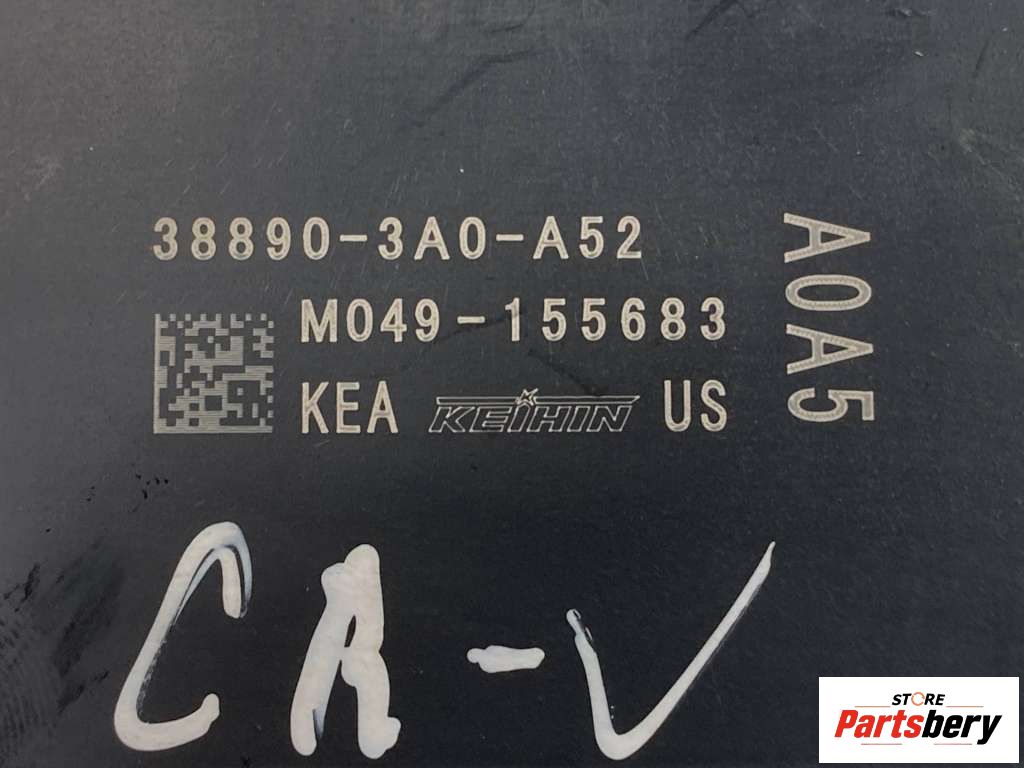 38890-3A0-A52
M049-155683
KEA KEIHIN US
A0A5
CR-V
STORE
Partsbery